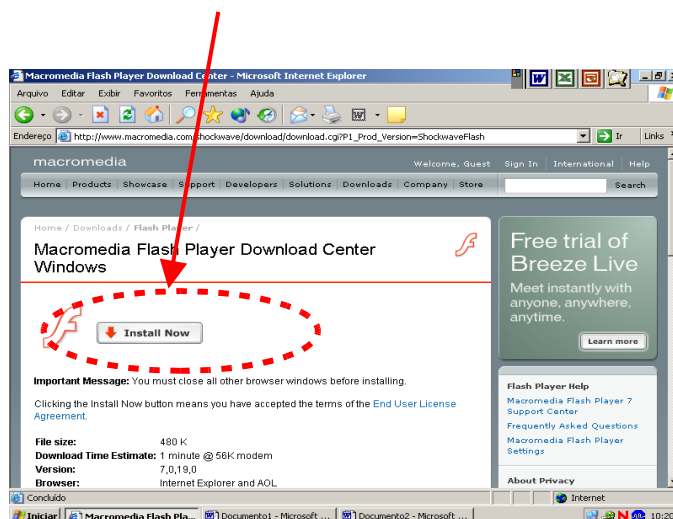 Macromedia Flash Player Download Center - Microsoft Internet Explorer
Arquivo Editar Exibir Favoritos Ferramentas Ajuda
Endereço http://www.macromedia.com/shockwave/download/download.cgi?P1_Prod_Version=ShockwaveFlash Ir Links
macromedia Welcome, Guest Sign In International Help
Home Products Showcase Support Developers Solutions Downloads Company Store Search
Home / Downloads / Flash Player /
Macromedia Flash Player Download Center
Windows
Install Now
Important Message: You must close all other browser windows before installing.
Clicking the Install Now button means you have accepted the terms of the End User License
Agreement.
File size: 480 K
Download Time Estimate: 1 minute @ 56K modem
Version: 7,0,19,0
Browser: Internet Explorer and AOL
Free trial of
Breeze Live
Meet instantly with
anyone, anywhere,
anytime.
Learn more
Flash Player Help
Macromedia Flash Player 7
Support Center
Frequently Asked Questions
Macromedia Flash Player
Settings
About Privacy
Concluído Internet
Iniciar Macromedia Flash Pla... Documento1 - Microsoft ... Documento2 - Microsoft ... 10:20